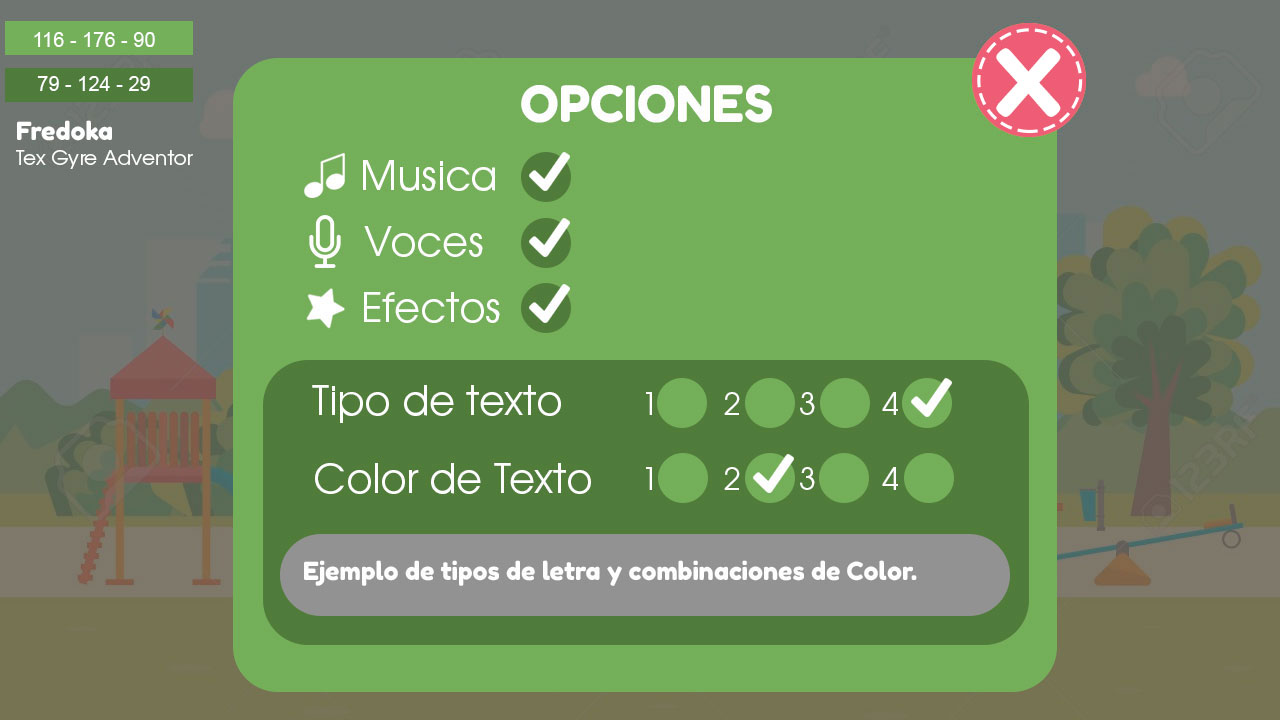 116 - 176 - 90
79 - 124 - 29
Fredoka
Tex Gyre Adventor
OPCIONES
Musica
Voces
Efectos
Tipo de texto 1 2 3 4
Color de Texto 1 2 3 4
Ejemplo de tipos de letra y combinaciones de Color.
123RF